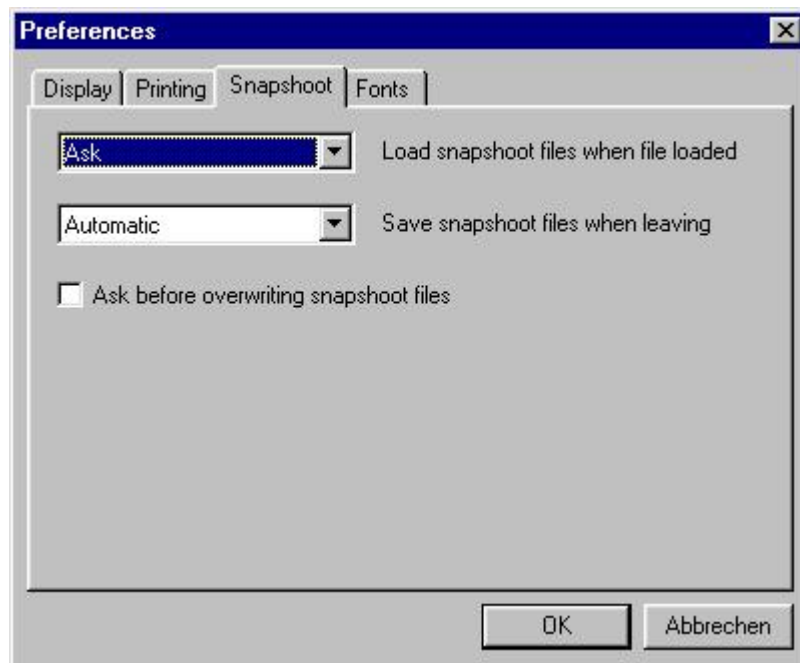 Preferences
Display Printing Snapshoot Fonts
Ask Load snapshoot files when file loaded
Automatic Save snapshoot files when leaving
Ask before overwriting snapshoot files
OK Abbrechen